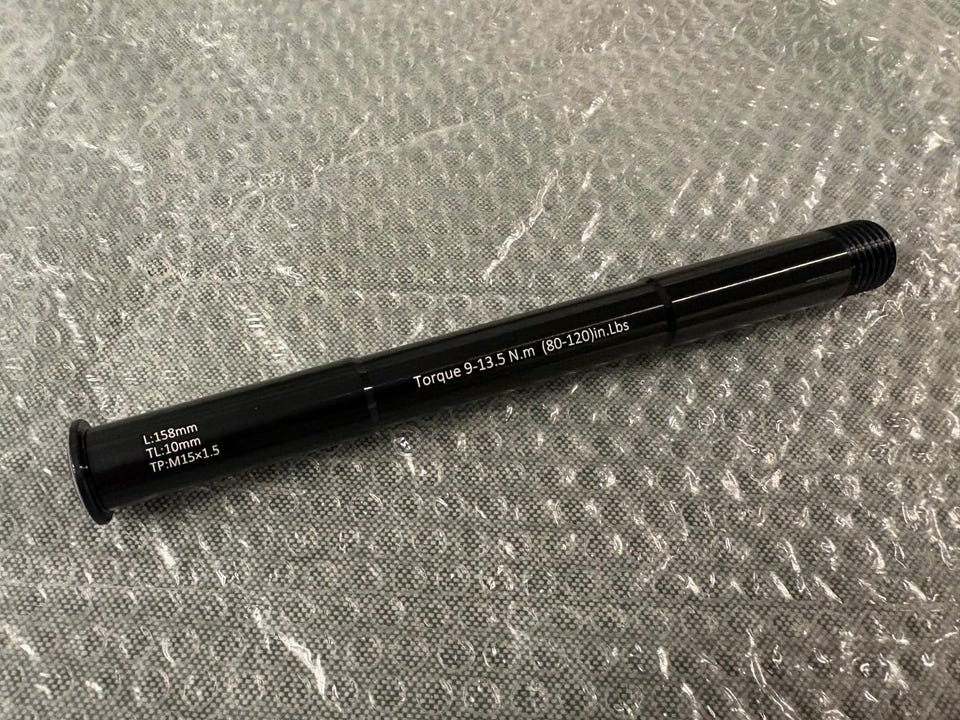 L:158mm
TL:10mm
TP:M15×1.5
Torque 9-13.5 N.m (80-120)in.Lbs